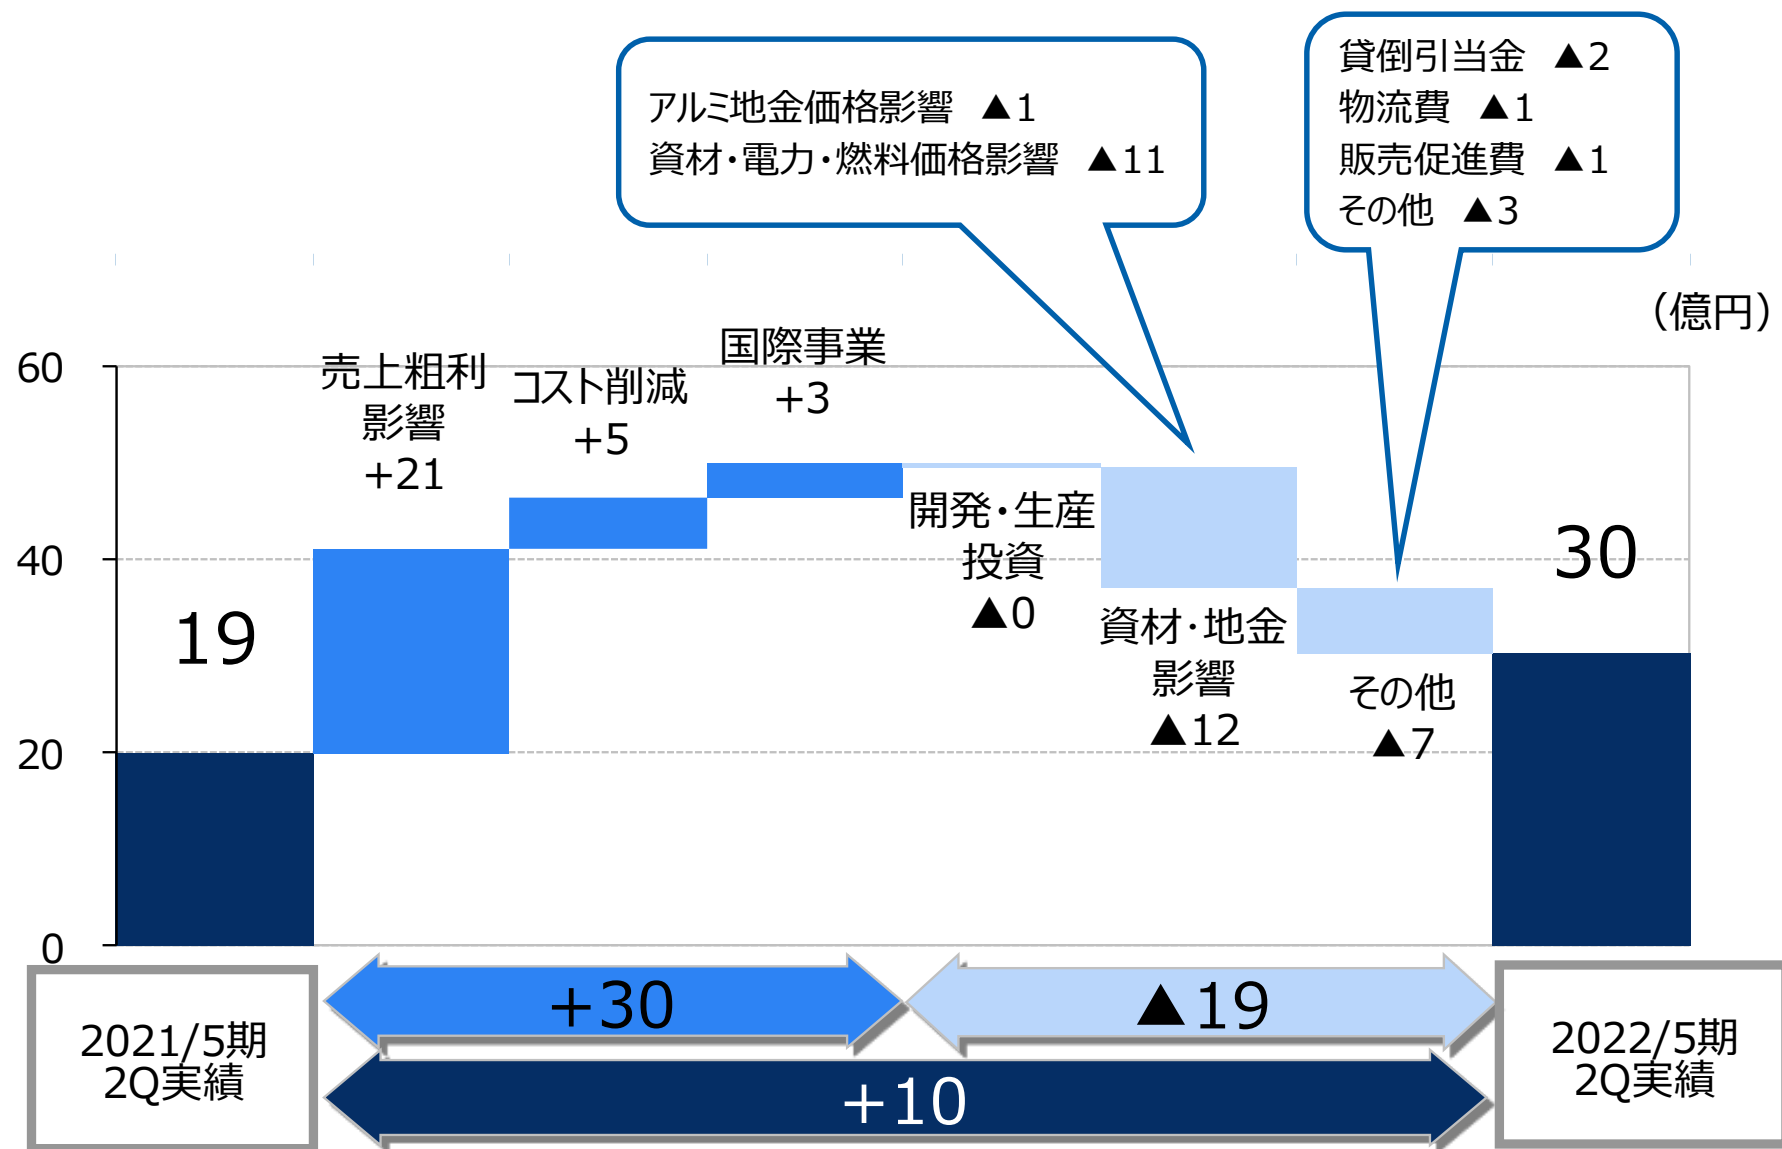 アルミ地金価格影響 ▲1
資材・電力・燃料価格影響 ▲11
貸倒引当金 ▲2
物流費 ▲1
販売促進費 ▲1
その他 ▲3
（億円）
60
40
20
0
19
売上粗利
影響
+21
コスト削減
+5
国際事業
+3
開発・生産
投資
▲0
資材・地金
影響
▲12
その他
▲7
30
+30
▲19
+10
2021/5期
2Q実績
2022/5期
2Q実績